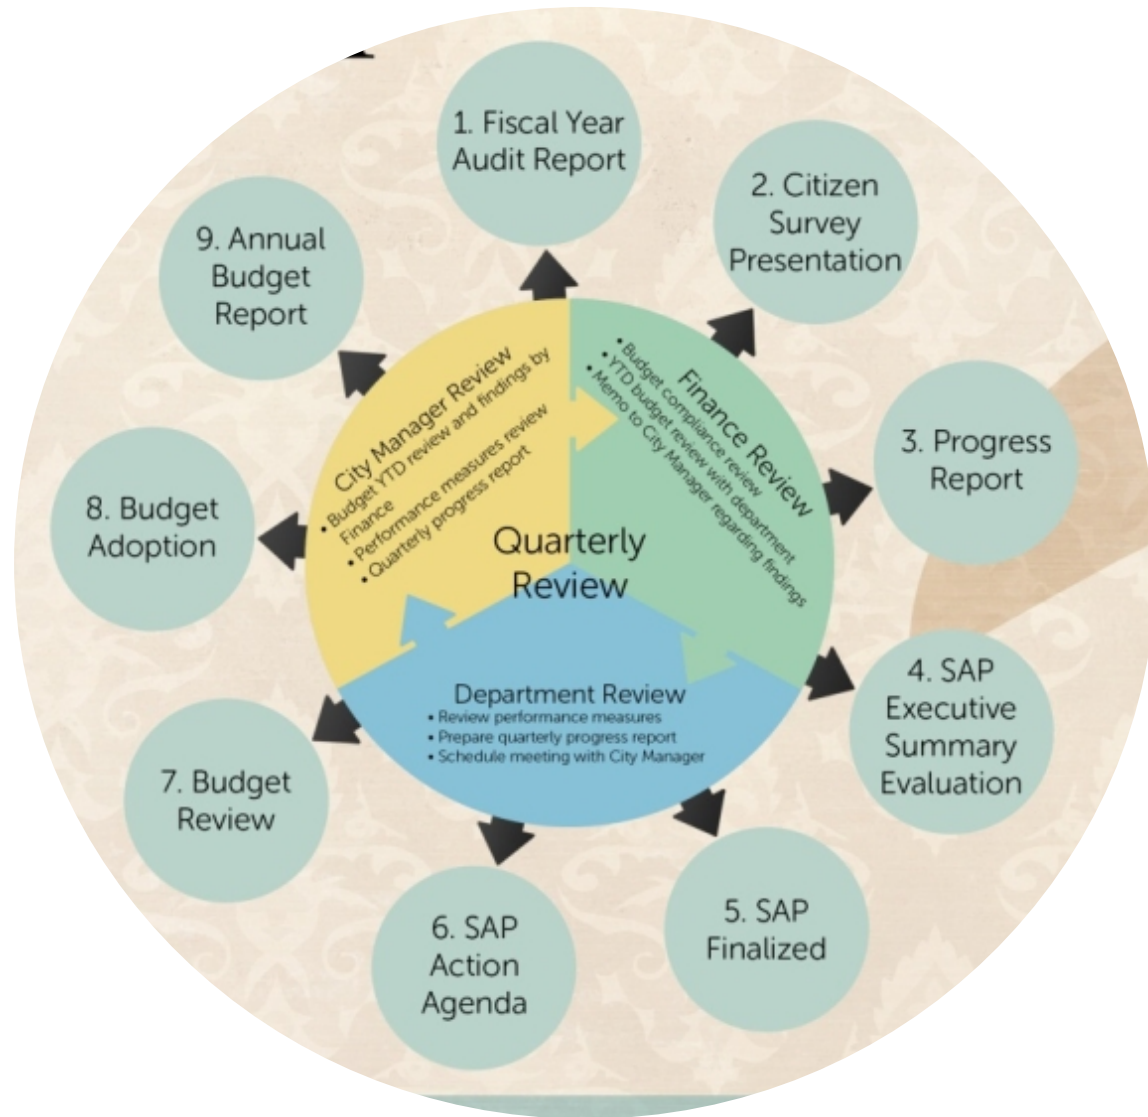 1. Fiscal Year
Audit Report
2. Citizen
Survey
Presentation
3. Progress
Report
4. SAP
Executive
Summary
Evaluation
5. SAP
Finalized
6. SAP
Action
Agenda
7. Budget
Review
8. Budget
Adoption
9. Annual
Budget
Report
Quarterly
Review
City Manager Review
• Budget YTD review and findings by
Finance
• Performance measures review
• Quarterly progress report
Finance Review
• Budget compliance review
• YTD budget review with department
• Memo to City Manager regarding findings
Department Review
• Review performance measures
• Prepare quarterly progress report
• Schedule meeting with City Manager